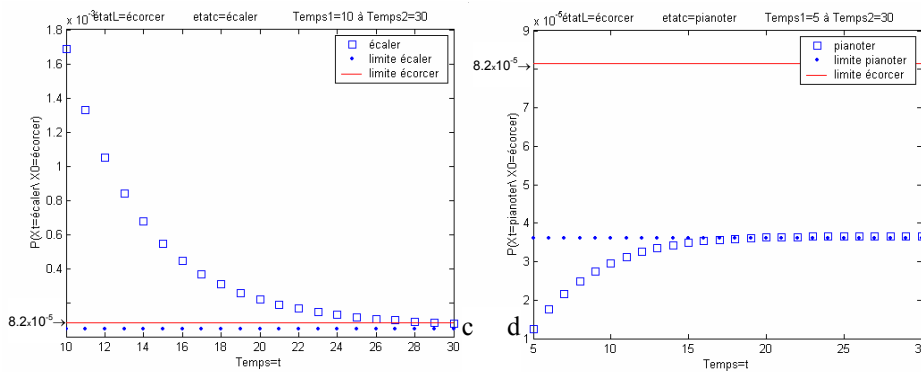 x 10⁻³ étatL=écorcer etatc=écaler Temps1=10 à Temps2=30
1.8
1.6
1.4
1.2
1
0.8
0.6
0.4
8.2x10⁻⁵→
P(Xt=écaler\ X0=écorcer)
écaler
limite écaler
limite écorcer
10 12 14 16 18 20 22 24 26 28 30
Temps=t
c
x 10⁻⁵ étatL=écorcer etatc=pianoter Temps1=5 à Temps2=30
9
8.2x10⁻⁵→
7
6
5
4
3
2
1
P(Xt=pianoter\ X0=écorcer)
pianoter
limite pianoter
limite écorcer
5 10 15 20 25 30
Temps=t
d